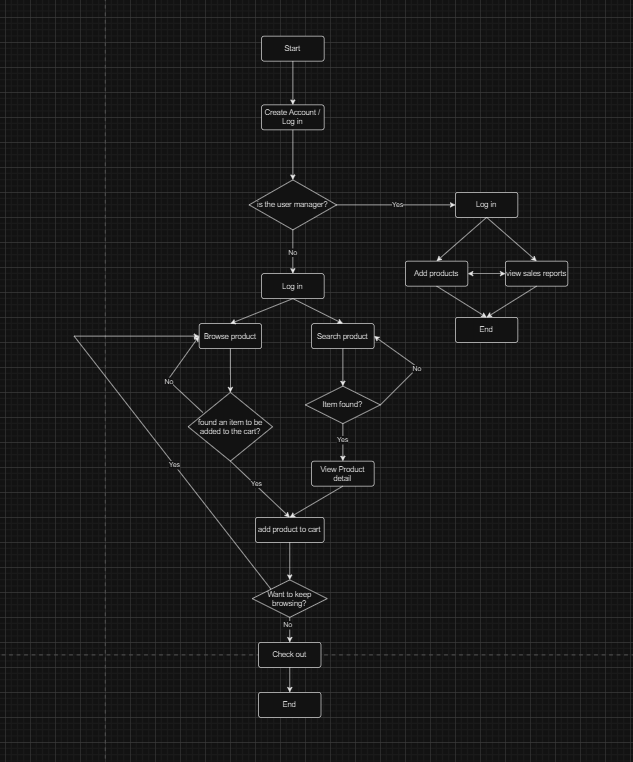 Start
Create Account /
Log in
is the user manager?
Yes
Log in
No
Add products
view sales reports
Log in
End
Browse product
Search product
No
No
Item found?
found an item to be
added to the cart?
Yes
Yes
View Product
detail
Yes
add product to cart
Want to keep
browsing?
No
Check out
End